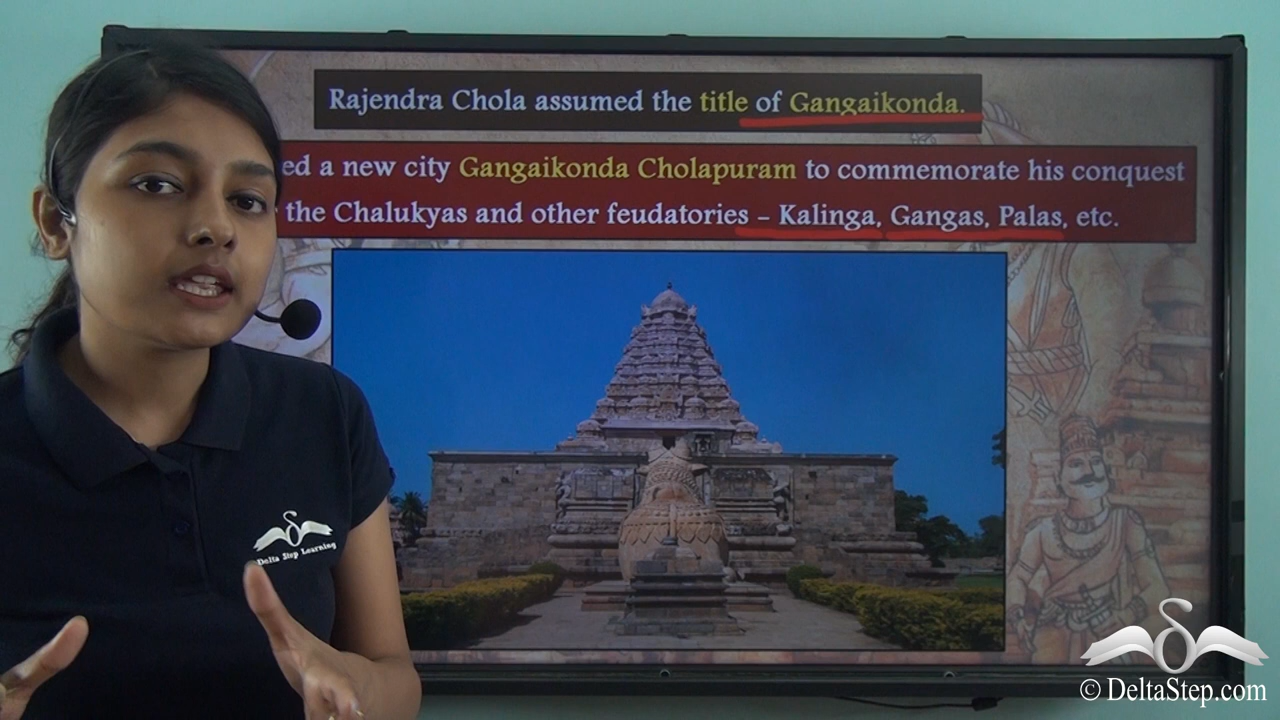 Rajendra Chola assumed the title of Gangaikonda.
ed a new city Gangaikonda Cholapuram to commemorate his conquest
the Chalukyas and other feudatories – Kalinga, Gangas, Palas, etc.
Delta Step Learning
© DeltaStep.com